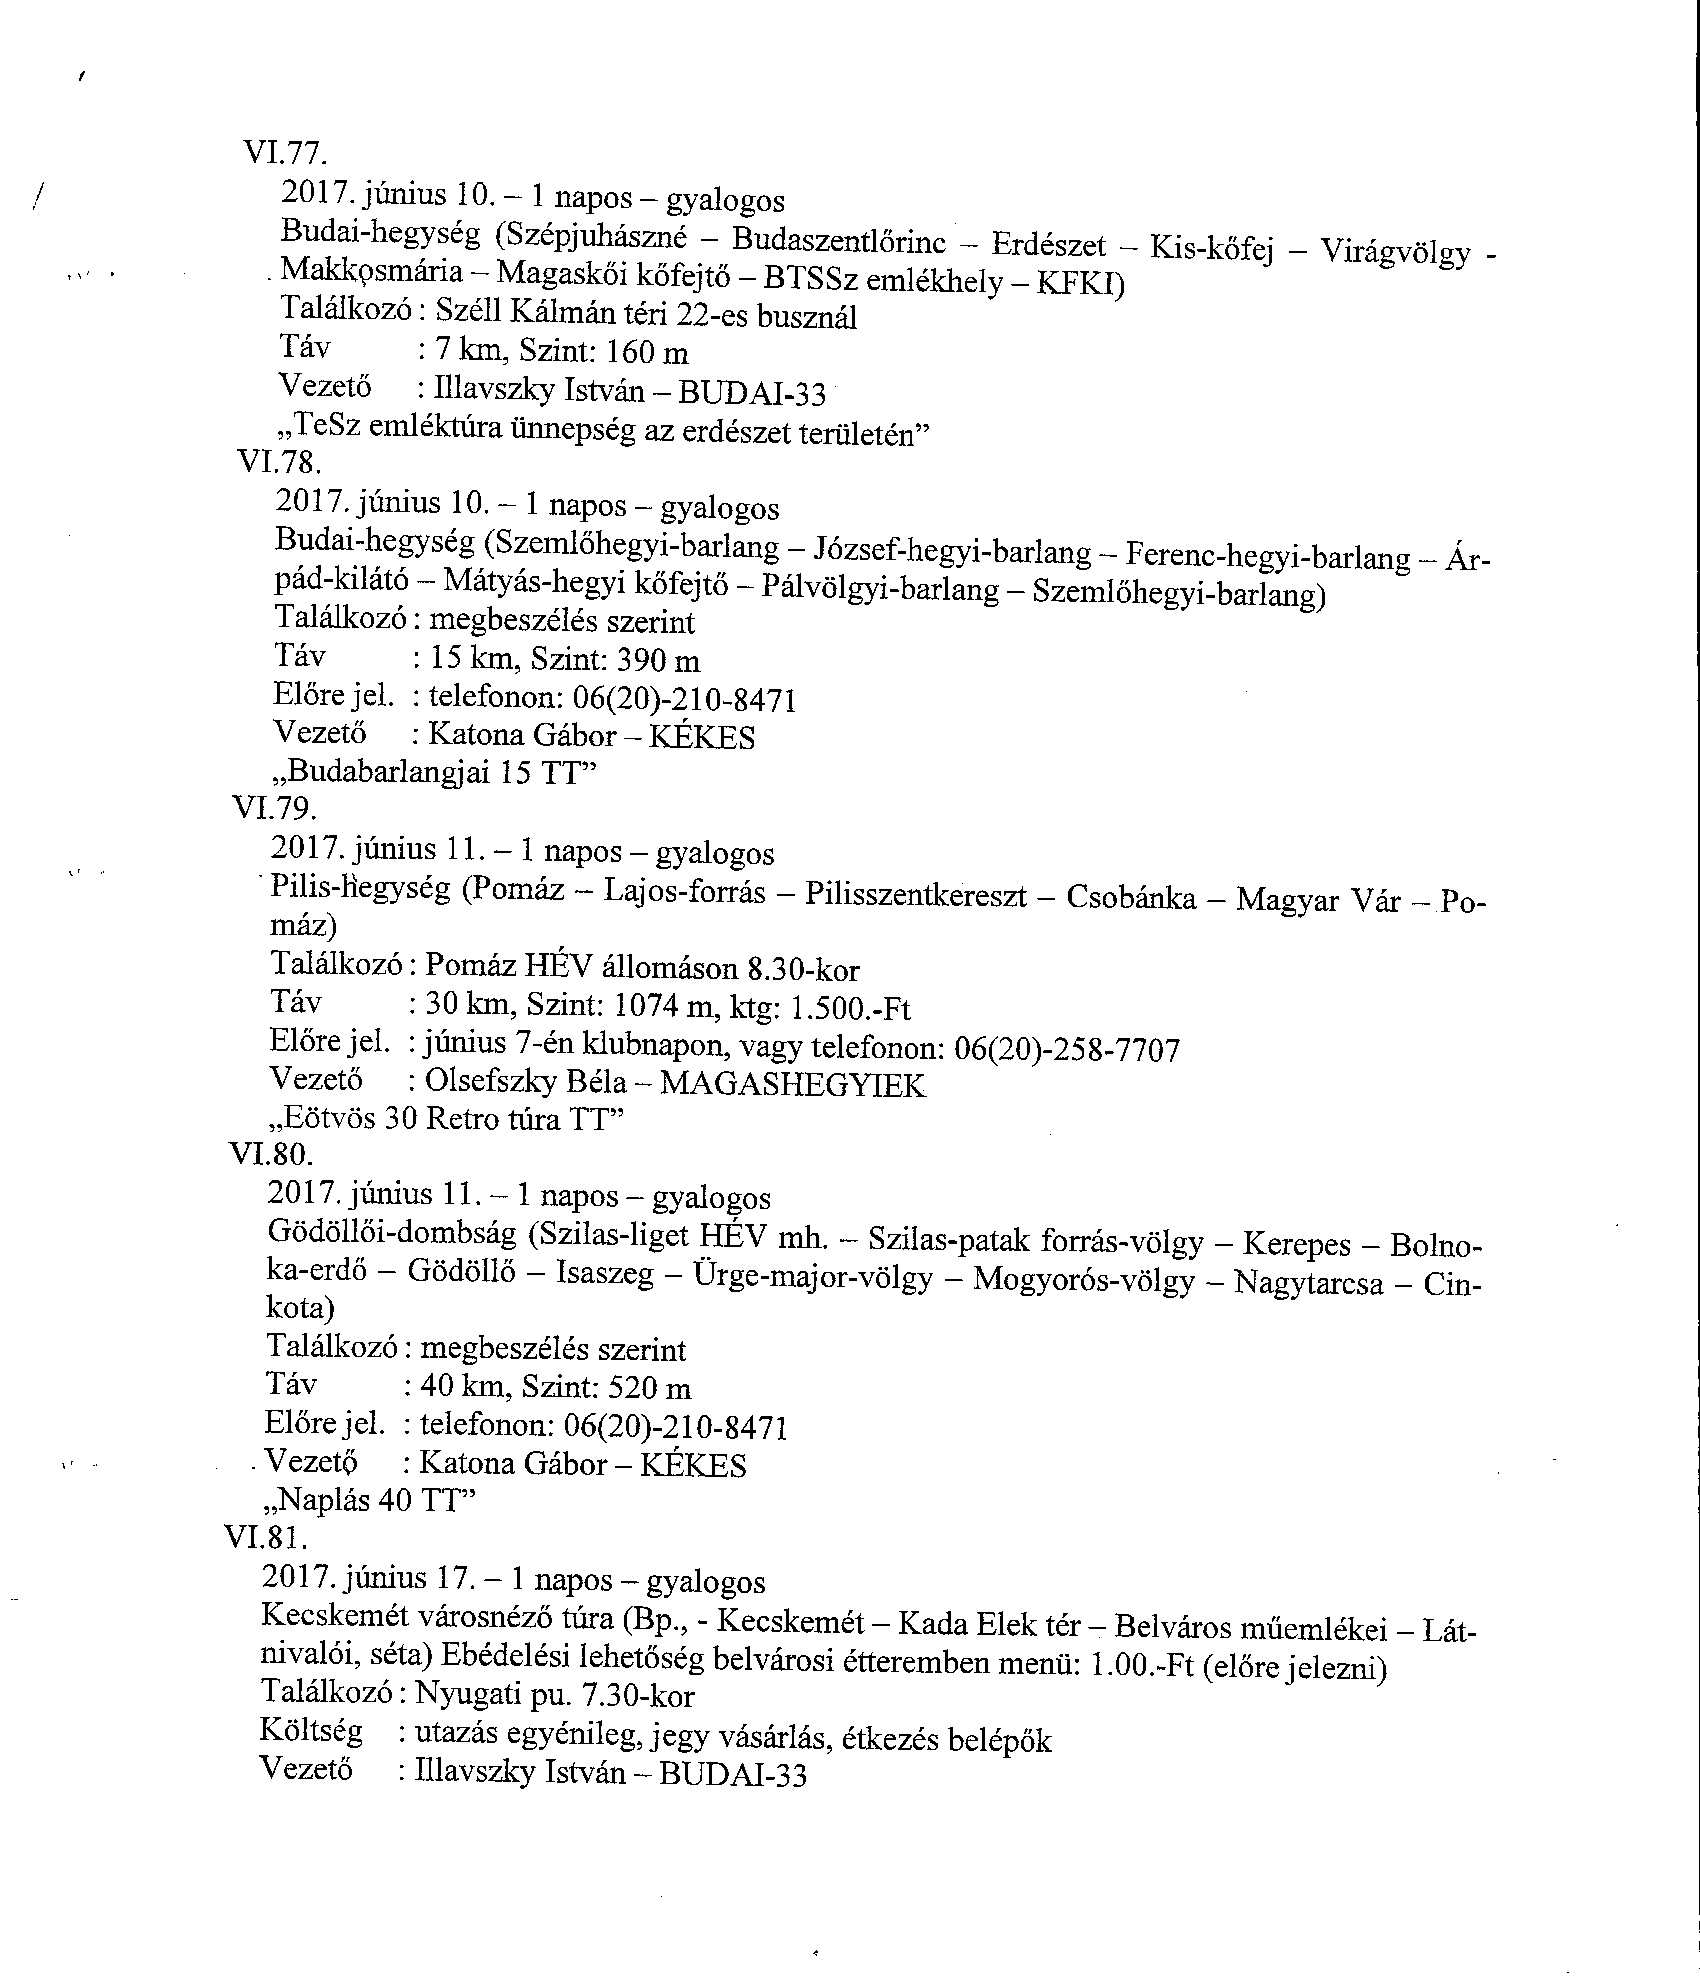 VI.77.
2017. június 10. – 1 napos – gyalogos
Budai-hegység (Szépjuhászné – Budaszentlőrinc – Erdészet – Kis-kőfej – Virágvölgy -
Makkosmária – Magaskői kőfejtő – BTSSz emlékhely – KFKI)
Találkozó : Széll Kálmán téri 22-es busznál
Táv : 7 km, Szint: 160 m
Vezető : Illavszky István – BUDAI-33
„TeSz emléktúra ünnepség az erdészet területén”
VI.78.
2017. június 10. – 1 napos – gyalogos
Budai-hegység (Szemlőhegyi-barlang – József-hegyi-barlang – Ferenc-hegyi-barlang – Ár-
pád-kilátó – Mátyás-hegyi kőfejtő – Pálvölgyi-barlang – Szemlőhegyi-barlang)
Találkozó : megbeszélés szerint
Táv : 15 km, Szint: 390 m
Előre jel. : telefonon: 06(20)-210-8471
Vezető : Katona Gábor – KÉKES
„Budabarlangjai 15 TT”
VI.79.
2017. június 11. – 1 napos – gyalogos
Pilis-hegység (Pomáz – Lajos-forrás – Pilisszentkereszt – Csobánka – Magyar Vár – Po-
máz)
Találkozó : Pomáz HÉV állomáson 8.30-kor
Táv : 30 km, Szint: 1074 m, ktg: 1.500.-Ft
Előre jel. : június 7-én klubnapon, vagy telefonon: 06(20)-258-7707
Vezető : Olsefszky Béla – MAGASHEGYIEK
„Eötvös 30 Retro túra TT”
VI.80.
2017. június 11. – 1 napos – gyalogos
Gödöllői-dombság (Szilas-liget HÉV mh. – Szilas-patak forrás-völgy – Kerepes – Bolno-
ka-erdő – Gödöllő – Isaszeg – Ürge-major-völgy – Mogyorós-völgy – Nagytarcsa – Cin-
kota)
Találkozó : megbeszélés szerint
Táv : 40 km, Szint: 520 m
Előre jel. : telefonon: 06(20)-210-8471
Vezető : Katona Gábor – KÉKES
„Naplás 40 TT”
VI.81.
2017. június 17. – 1 napos – gyalogos
Kecskemét városnéző túra (Bp., - Kecskemét – Kada Elek tér – Belváros műemlékei – Lát-
nivalói, séta) Ebédelési lehetőség belvárosi étteremben menü: 1.00.-Ft (előre jelezni)
Találkozó : Nyugati pu. 7.30-kor
Költség : utazás egyénileg, jegy vásárlás, étkezés belépők
Vezető : Illavszky István – BUDAI-33